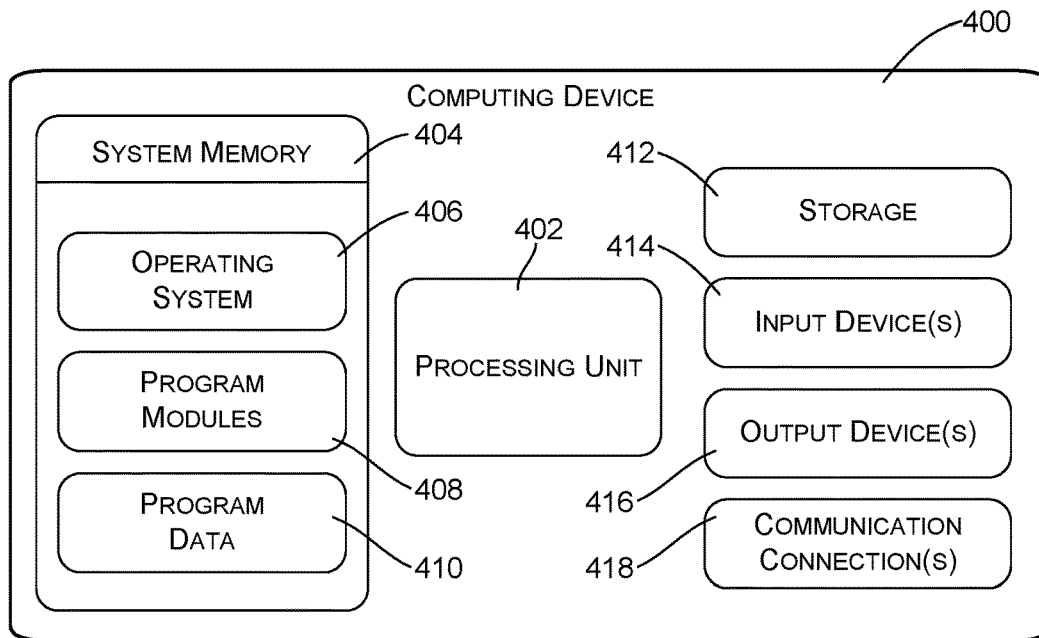 400
COMPUTING DEVICE
SYSTEM MEMORY
404
406
OPERATING
SYSTEM
PROGRAM
MODULES
408
PROGRAM
DATA
410
402
PROCESSING UNIT
412
STORAGE
414
INPUT DEVICE(S)
OUTPUT DEVICE(S)
416
COMMUNICATION
CONNECTION(S)
418